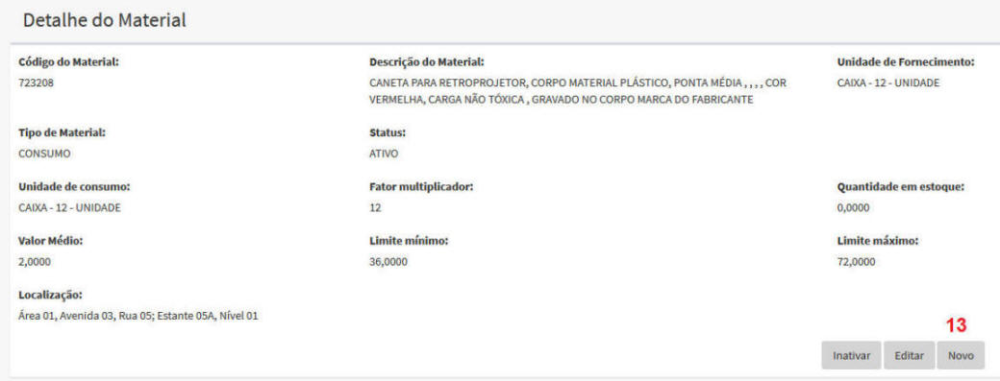 Detalhe do Material
Código do Material:
723208
Descrição do Material:
CANETA PARA RETROPROJETOR, CORPO MATERIAL PLÁSTICO, PONTA MÉDIA , , , , COR
VERMELHA, CARGA NÃO TÓXICA , GRAVADO NO CORPO MARCA DO FABRICANTE
Unidade de Fornecimento:
CAIXA - 12 - UNIDADE
Tipo de Material:
CONSUMO
Status:
ATIVO
Unidade de consumo:
CAIXA - 12 - UNIDADE
Fator multiplicador:
12
Quantidade em estoque:
0,0000
Valor Médio:
2,0000
Limite mínimo:
36,0000
Limite máximo:
72,0000
Localização:
Área 01, Avenida 03, Rua 05; Estante 05A, Nível 01
13
Inativar
Editar
Novo